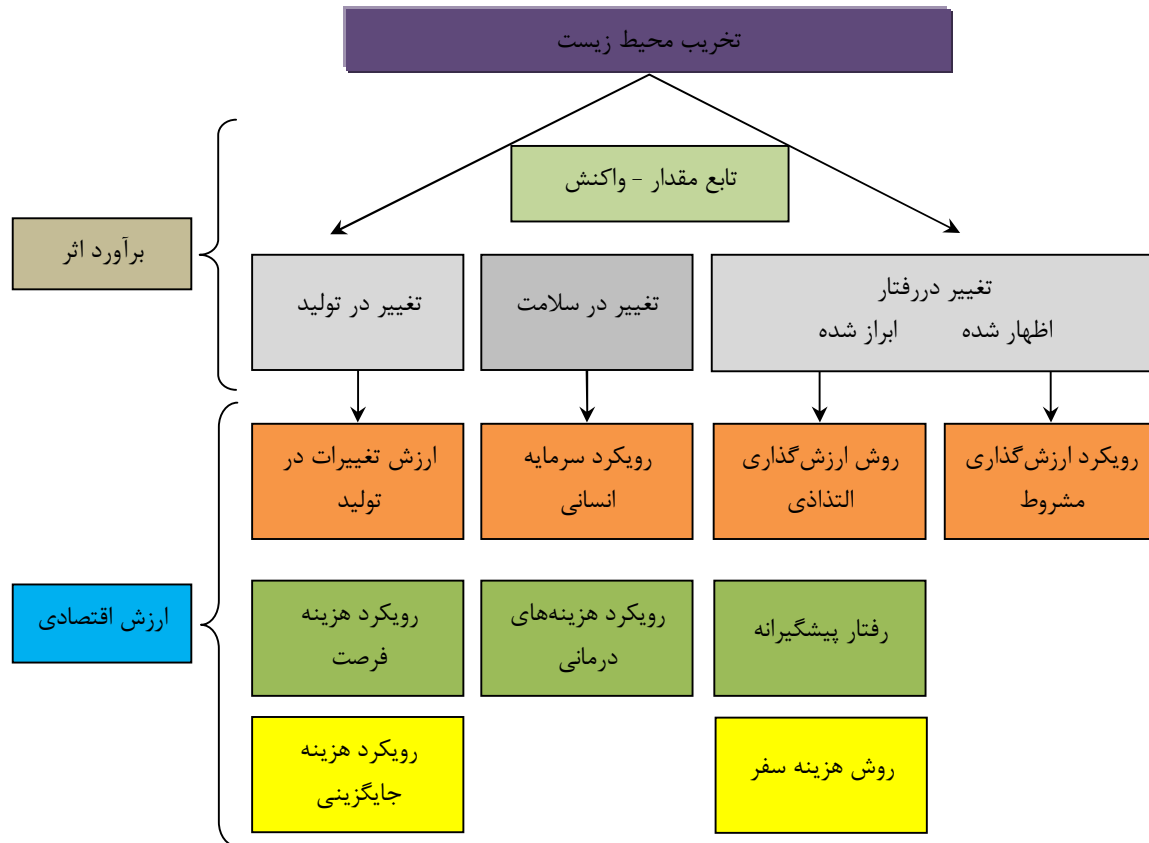 تخریب محیط زیست
تابع مقدار - واکنش
برآورد اثر
تغییر دررفتار
اظهار شده ابراز شده
تغییر در سلامت
تغییر در تولید
رویکرد ارزش‌گذاری
مشروط
روش ارزش‌گذاری
التذاذی
رویکرد سرمایه
انسانی
ارزش تغییرات در
تولید
ارزش اقتصادی
رفتار پیشگیرانه
رویکرد هزینه‌های
درمانی
رویکرد هزینه
فرصت
روش هزینه سفر
رویکرد هزینه
جایگزینی